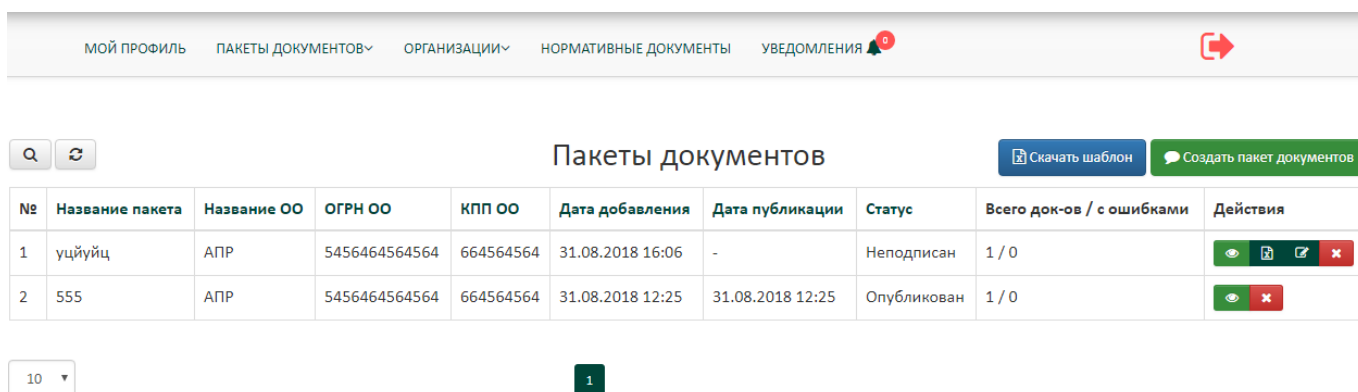 МОЙ ПРОФИЛЬ ПАКЕТЫ ДОКУМЕНТОВ ОРГАНИЗАЦИИ НОРМАТИВНЫЕ ДОКУМЕНТЫ УВЕДОМЛЕНИЯ 0
Пакеты документов Скачать шаблон Создать пакет документов
№ Название пакета Название ОО ОГРН ОО КПП ОО Дата добавления Дата публикации Статус Всего док-ов / с ошибками Действия
1 уцйуйц АПР 5456464564564 664564564 31.08.2018 16:06 - Неподписан 1 / 0
2 555 АПР 5456464564564 664564564 31.08.2018 12:25 31.08.2018 12:25 Опубликован 1 / 0
10 1